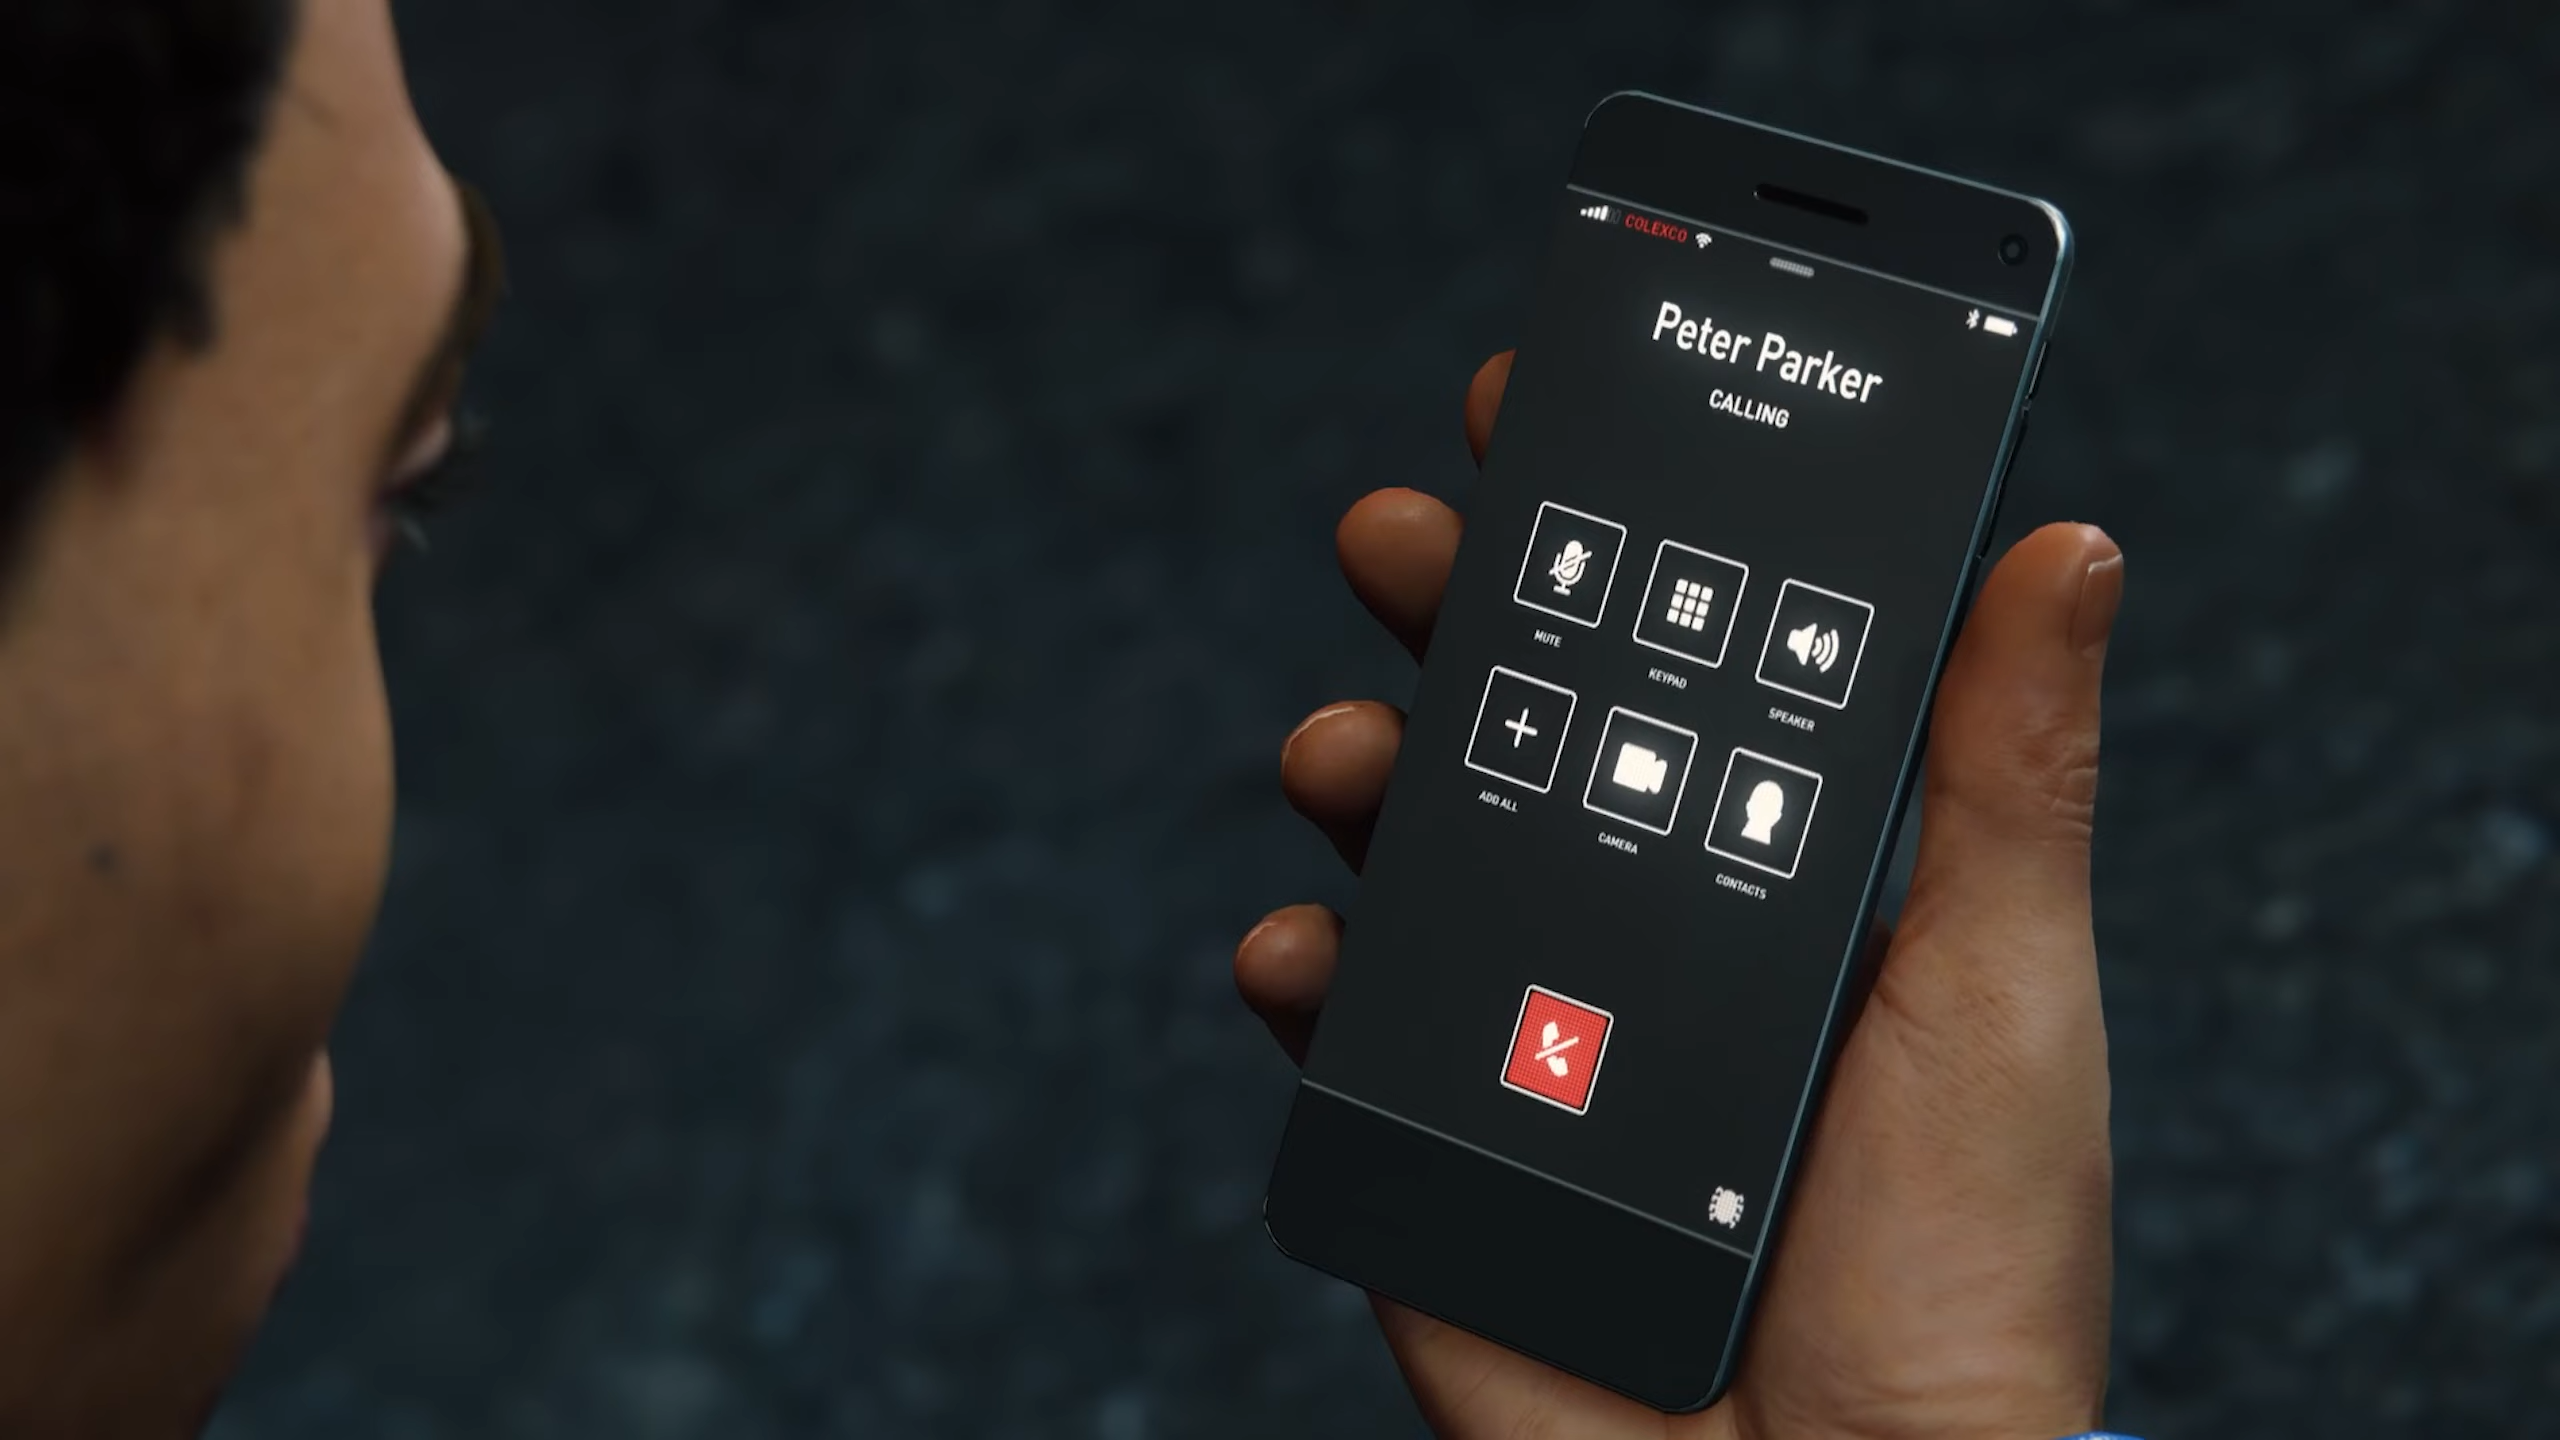 COLEXCO
Peter Parker
CALLING
MUTE
KEYPAD
SPEAKER
ADD ALL
CAMERA
CONTACTS